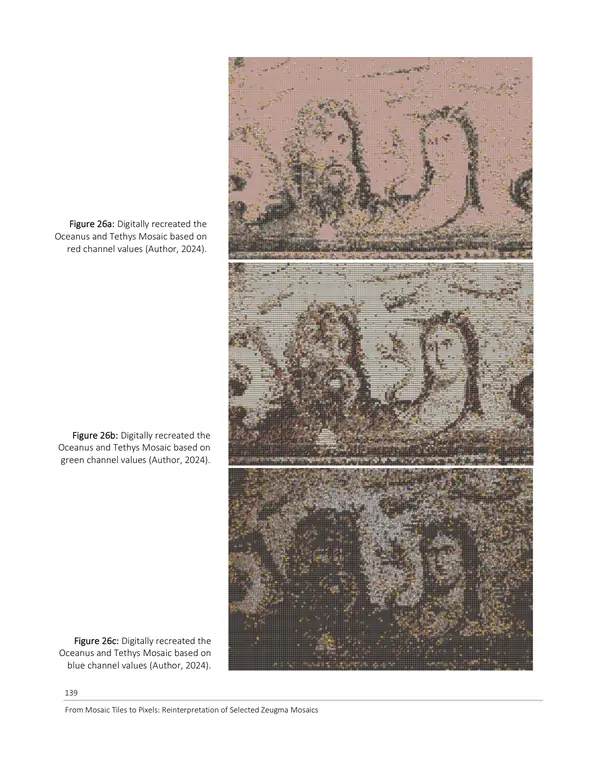 Figure 26a: Digitally recreated the
Oceanus and Tethys Mosaic based on
red channel values (Author, 2024).
Figure 26b: Digitally recreated the
Oceanus and Tethys Mosaic based on
green channel values (Author, 2024).
Figure 26c: Digitally recreated the
Oceanus and Tethys Mosaic based on
blue channel values (Author, 2024).
139
From Mosaic Tiles to Pixels: Reinterpretation of Selected Zeugma Mosaics